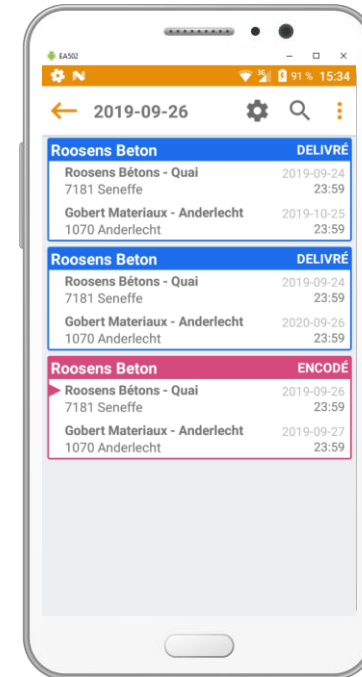 EA502
91 % 15:34
2019-09-26
Roosens Beton DELIVRÉ
Roosens Bétons - Quai 2019-09-24
7181 Seneffe 23:59
Gobert Materiaux - Anderlecht 2019-10-25
1070 Anderlecht 23:59
Roosens Beton DELIVRÉ
Roosens Bétons - Quai 2019-09-24
7181 Seneffe 23:59
Gobert Materiaux - Anderlecht 2020-09-26
1070 Anderlecht 23:59
Roosens Beton ENCODÉ
Roosens Bétons - Quai 2019-09-26
7181 Seneffe 23:59
Gobert Materiaux - Anderlecht 2019-09-27
1070 Anderlecht 23:59